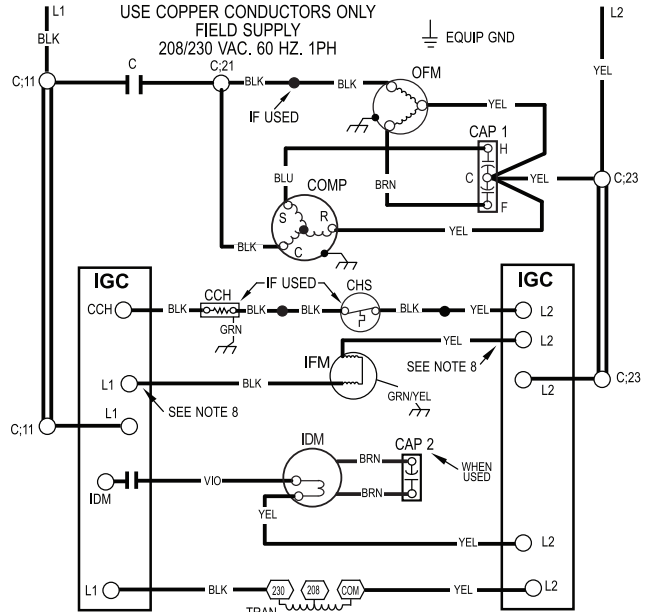 L1
USE COPPER CONDUCTORS ONLY
FIELD SUPPLY
208/230 VAC. 60 HZ. 1PH
EQUIP GND
L2
BLK
YEL
C;11
C
C;21
BLK
BLK
OFM
IF USED
YEL
CAP 1
H
BLU
COMP
BRN
C
YEL
C;23
F
S
R
YEL
BLK
C
IGC
IGC
CCH
BLK
CCH
IF USED
BLK
BLK
CHS
BLK
YEL
L2
GRN
YEL
L2
IFM
SEE NOTE 8
L1
BLK
GRN/YEL
L2
C;23
SEE NOTE 8
C;11
L1
IDM
BRN
CAP 2
WHEN
USED
VIO
BRN
IDM
YEL
YEL
L2
L1
BLK
230
208
COM
YEL
L2
TRAN